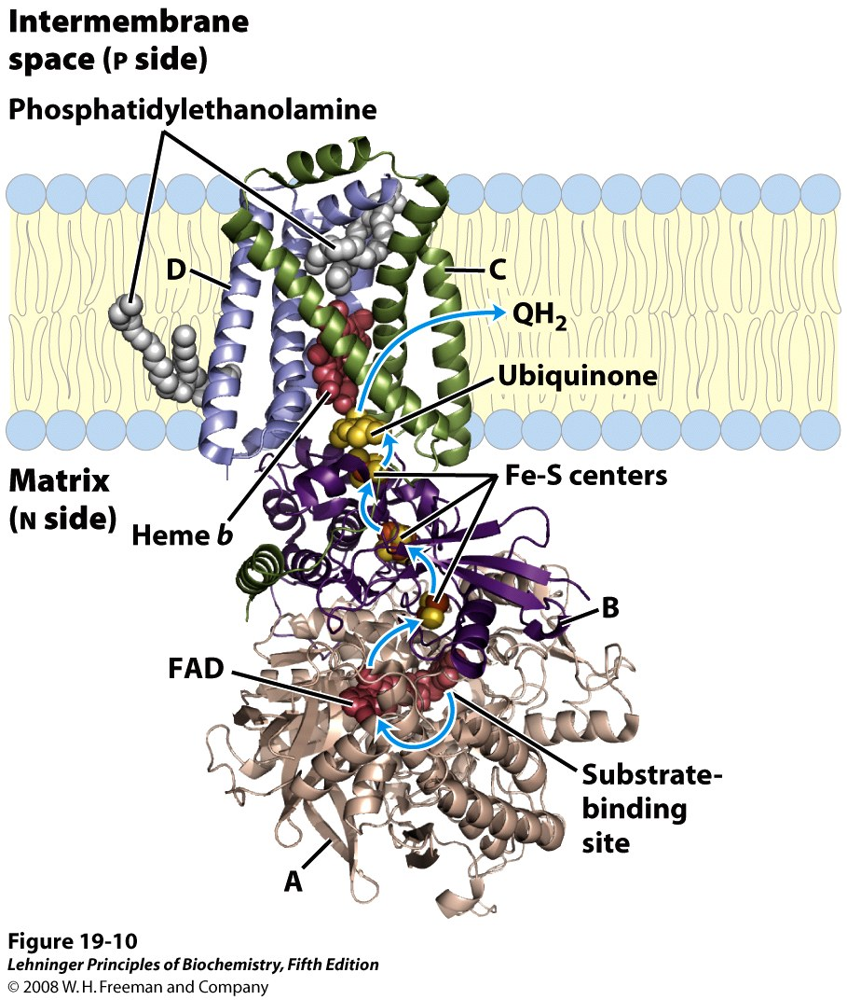 Intermembrane
space (P side)
Phosphatidylethanolamine
D
C
QH₂
Ubiquinone
Matrix
(N side)
Fe-S centers
Heme b
B
FAD
Substrate-
binding
site
A
Figure 19-10
Lehninger Principles of Biochemistry, Fifth Edition
© 2008 W. H. Freeman and Company